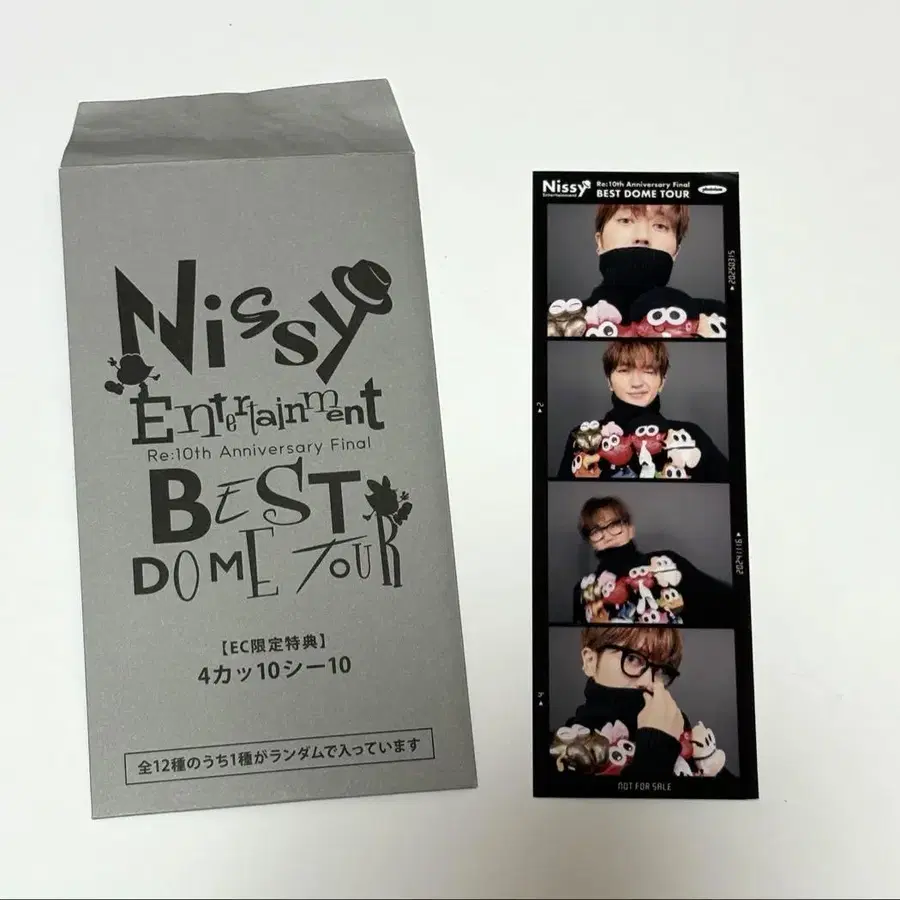 Nissy
Entertainment
Re:10th Anniversary Final
BEST
DOME TOUR
【EC限定特典】
4カッ10シー10
全12種のうち1種がランダムで入っています
Nissy
Entertainment
Re:10th Anniversary Final
BEST DOME TOUR
20250315
20241116
NOT FOR SALE